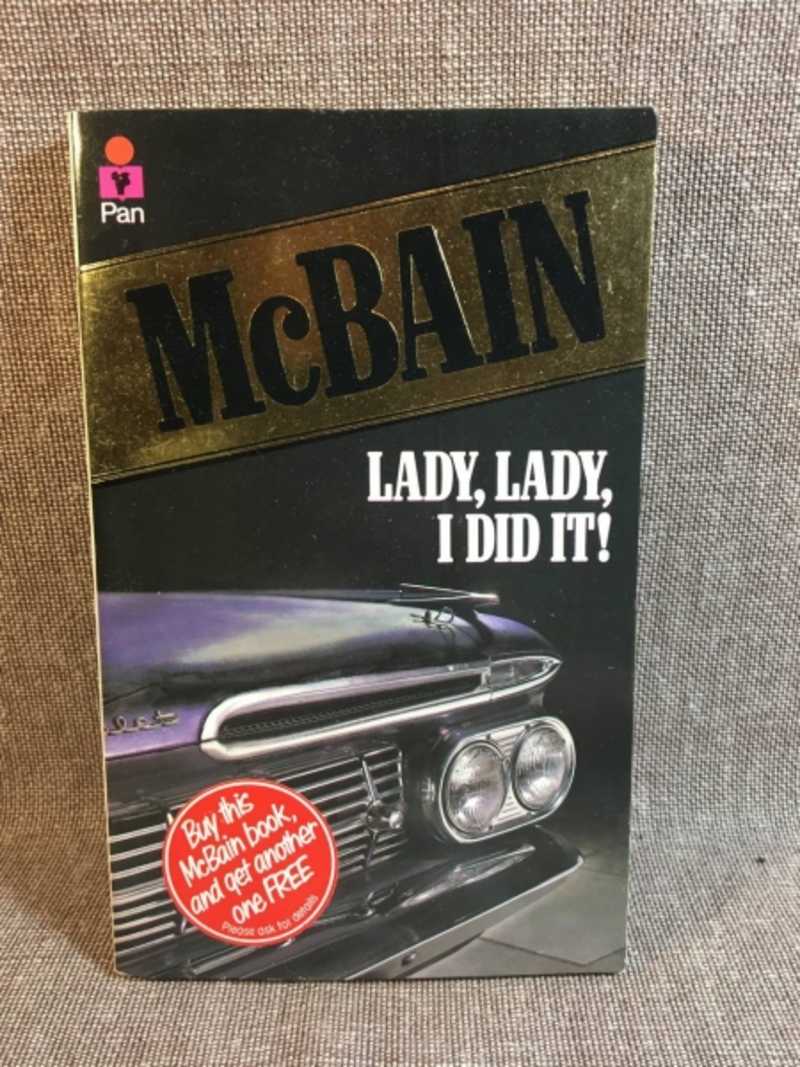 Pan
McBAIN
LADY, LADY,
I DID IT!
Buy this
McBain book,
and get another
one FREE
Please ask for details